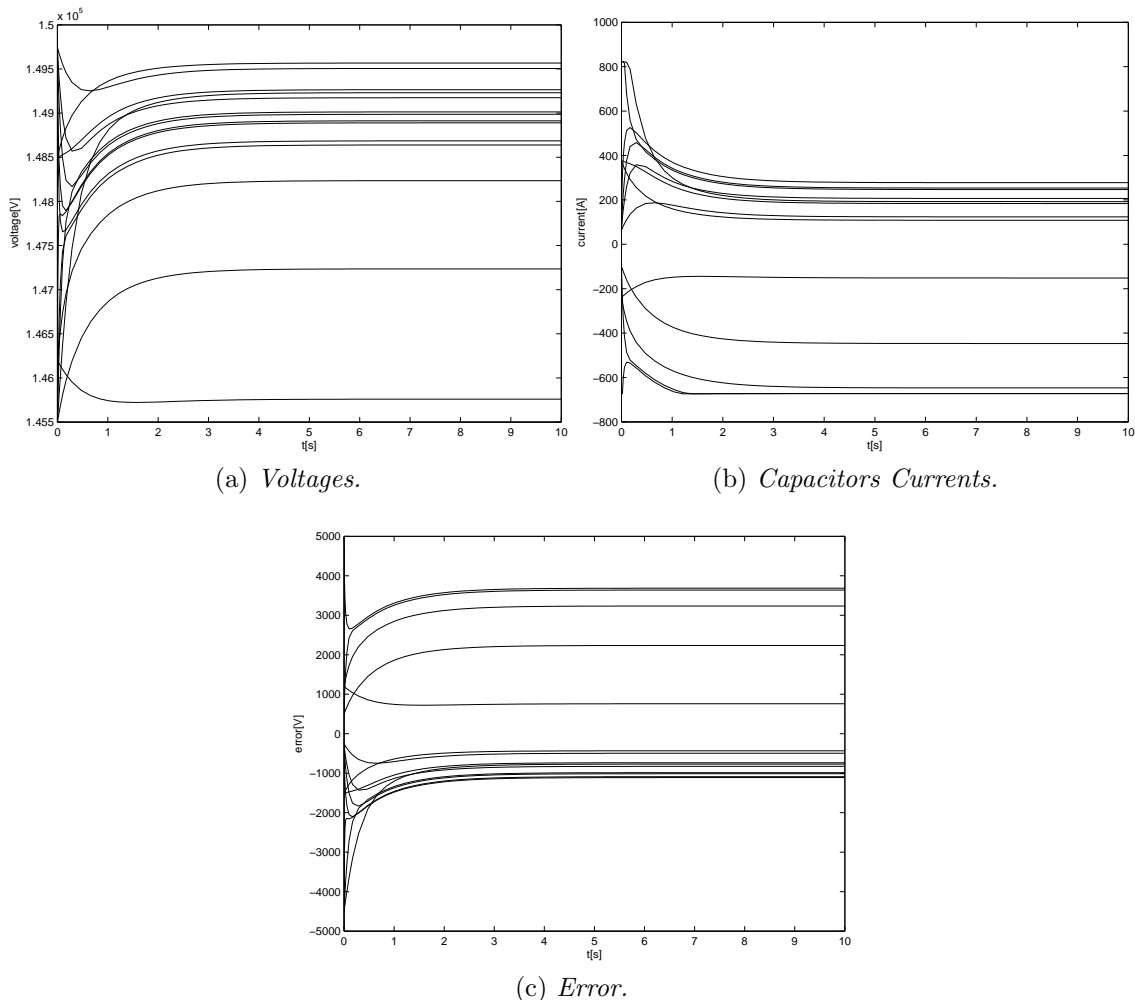 x 10⁵
1.5
1.495
1.49
1.485
1.48
1.475
1.47
1.465
1.46
1.455
voltage[V]
0 1 2 3 4 5 6 7 8 9 10
t[s]
(a) Voltages.
1000
800
600
400
200
0
−200
−400
−600
−800
current[A]
0 1 2 3 4 5 6 7 8 9 10
t[s]
(b) Capacitors Currents.
5000
4000
3000
2000
1000
0
−1000
−2000
−3000
−4000
−5000
error[V]
0 1 2 3 4 5 6 7 8 9 10
t[s]
(c) Error.